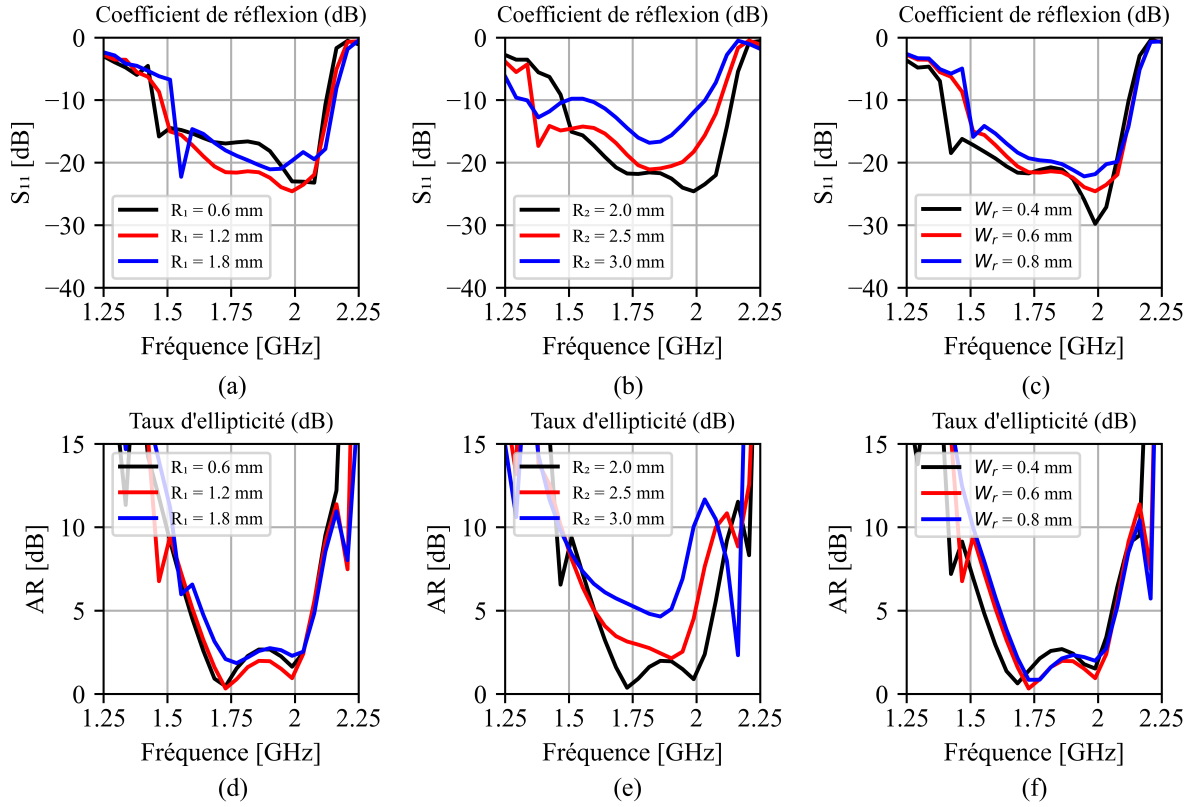 Coefficient de réflexion (dB)
Coefficient de réflexion (dB)
Coefficient de réflexion (dB)
0
−10
−20
−30
−40
S₁₁ [dB]
R₁ = 0.6 mm
R₁ = 1.2 mm
R₁ = 1.8 mm
1.25 1.5 1.75 2 2.25
Fréquence [GHz]
(a)
0
−10
−20
−30
−40
S₁₁ [dB]
R₂ = 2.0 mm
R₂ = 2.5 mm
R₂ = 3.0 mm
1.25 1.5 1.75 2 2.25
Fréquence [GHz]
(b)
0
−10
−20
−30
−40
S₁₁ [dB]
Wᵣ = 0.4 mm
Wᵣ = 0.6 mm
Wᵣ = 0.8 mm
1.25 1.5 1.75 2 2.25
Fréquence [GHz]
(c)
Taux d'ellipticité (dB)
Taux d'ellipticité (dB)
Taux d'ellipticité (dB)
15
10
5
0
AR [dB]
R₁ = 0.6 mm
R₁ = 1.2 mm
R₁ = 1.8 mm
1.25 1.5 1.75 2 2.25
Fréquence [GHz]
(d)
15
10
5
0
AR [dB]
R₂ = 2.0 mm
R₂ = 2.5 mm
R₂ = 3.0 mm
1.25 1.5 1.75 2 2.25
Fréquence [GHz]
(e)
15
10
5
0
AR [dB]
Wᵣ = 0.4 mm
Wᵣ = 0.6 mm
Wᵣ = 0.8 mm
1.25 1.5 1.75 2 2.25
Fréquence [GHz]
(f)